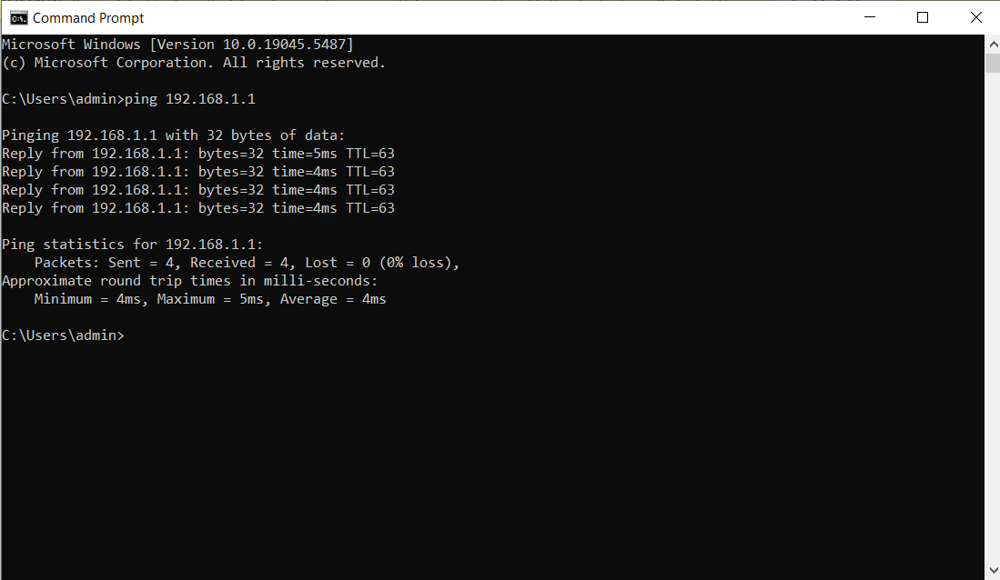 Command Prompt
Microsoft Windows [Version 10.0.19045.5487]
(c) Microsoft Corporation. All rights reserved.
C:\Users\admin>ping 192.168.1.1
Pinging 192.168.1.1 with 32 bytes of data:
Reply from 192.168.1.1: bytes=32 time=5ms TTL=63
Reply from 192.168.1.1: bytes=32 time=4ms TTL=63
Reply from 192.168.1.1: bytes=32 time=4ms TTL=63
Reply from 192.168.1.1: bytes=32 time=4ms TTL=63
Ping statistics for 192.168.1.1:
    Packets: Sent = 4, Received = 4, Lost = 0 (0% loss),
Approximate round trip times in milli-seconds:
    Minimum = 4ms, Maximum = 5ms, Average = 4ms
C:\Users\admin>